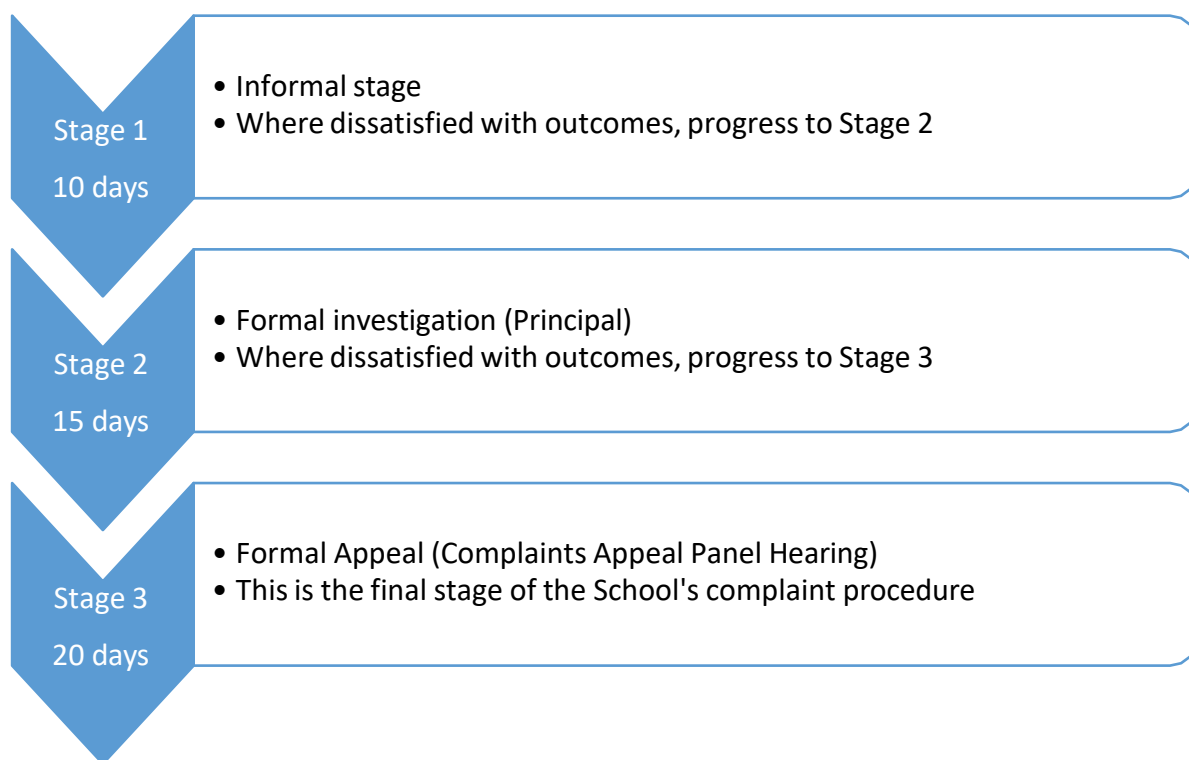 Stage 1
10 days
• Informal stage
• Where dissatisfied with outcomes, progress to Stage 2
Stage 2
15 days
• Formal investigation (Principal)
• Where dissatisfied with outcomes, progress to Stage 3
Stage 3
20 days
• Formal Appeal (Complaints Appeal Panel Hearing)
• This is the final stage of the School's complaint procedure